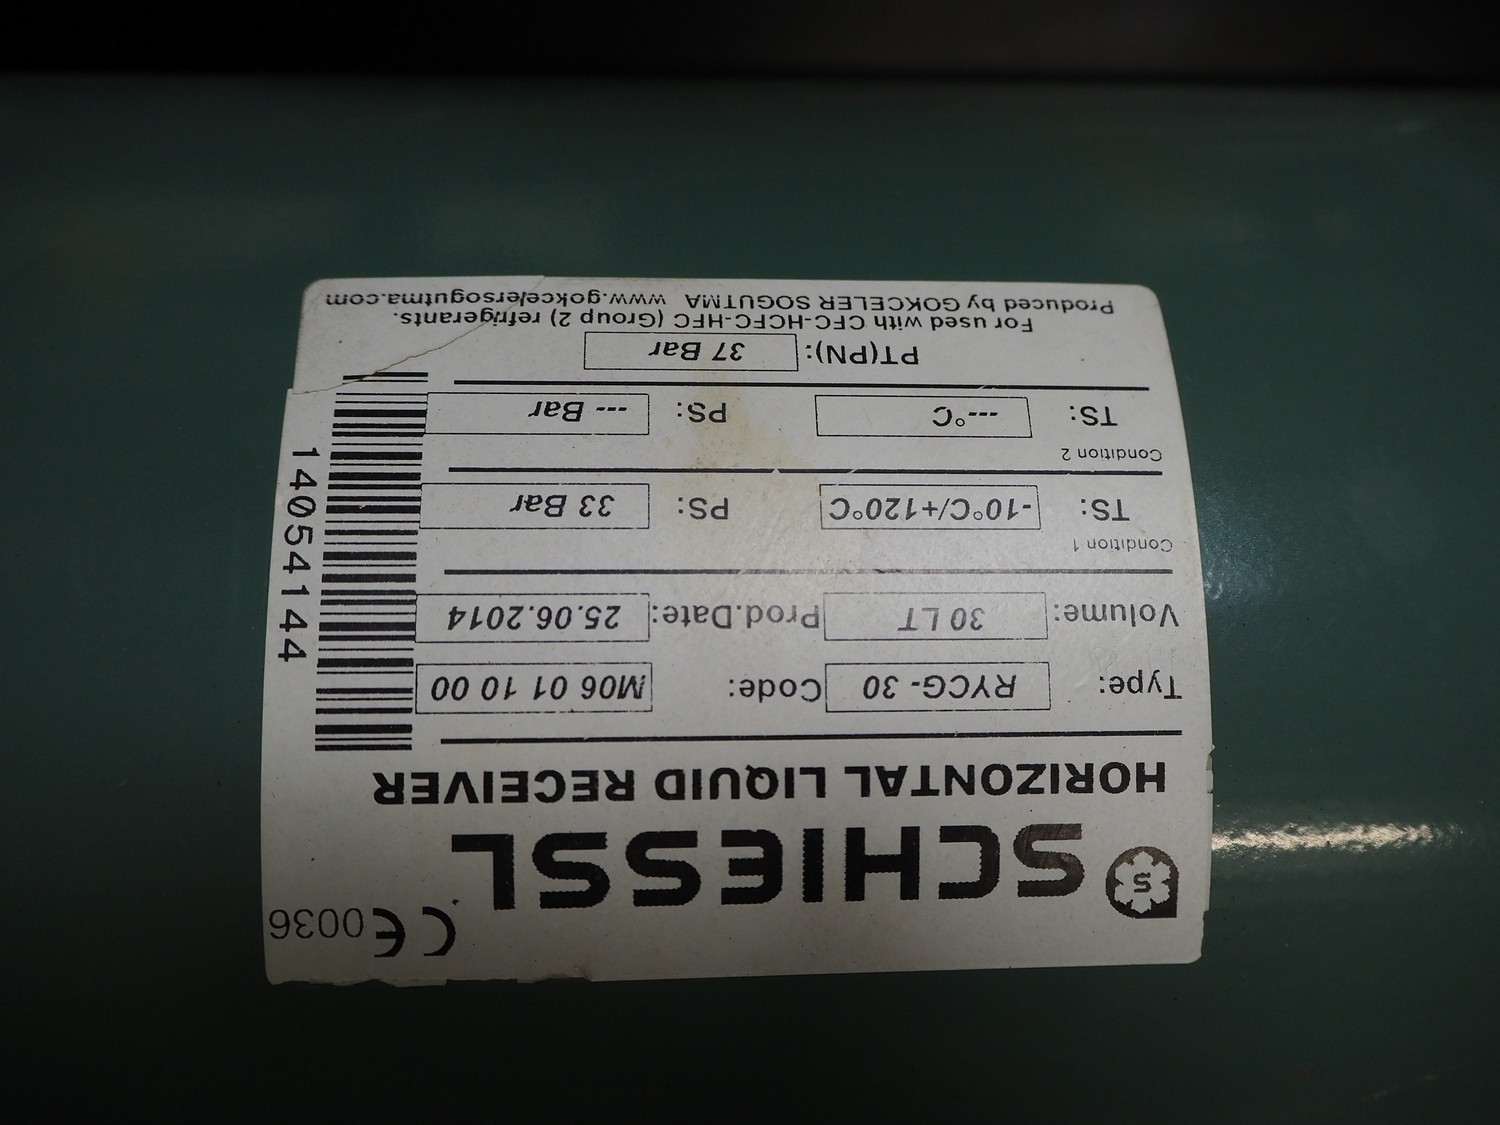 CE 0036
S SCHIESSL
HORIZONTAL LIQUID RECEIVER
Type: RYCG- 30 Code: M06 01 10 00
Volume: 30 LT Prod.Date: 25.06.2014
Condition 1
TS: -10°C/+120°C PS: 33 Bar
Condition 2
TS: ---°C PS: --- Bar
PT(PN): 37 Bar
For used with CFC-HCFC-HFC (Group 2) refrigerants.
Produced by GOKCELER SOGUTMA www.gokcelersogutma.com
14054144